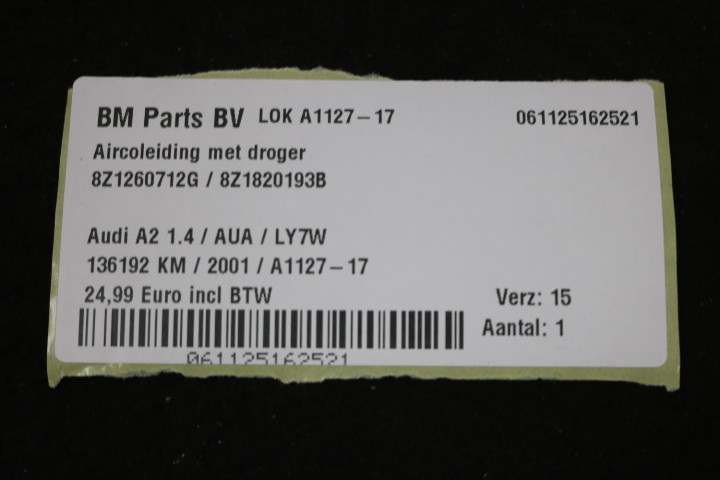 BM Parts BV LOK A1127-17 061125162521
Aircoleiding met droger
8Z1260712G / 8Z1820193B
Audi A2 1.4 / AUA / LY7W
136192 KM / 2001 / A1127-17
24,99 Euro incl BTW Verz: 15
Aantal: 1
061125162521